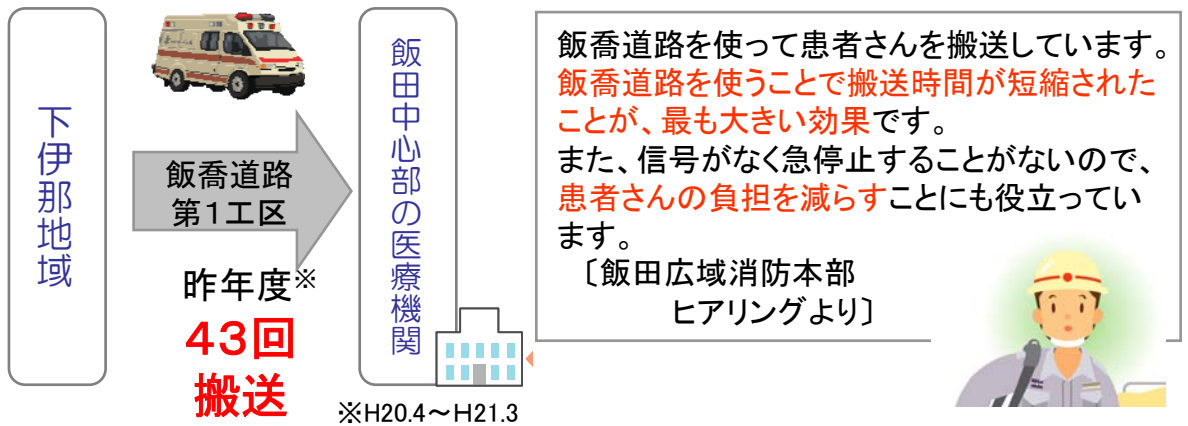 下伊那地域
飯喬道路
第1工区
昨年度※
43回
搬送
飯田中心部の医療機関
※H20.4～H21.3
飯喬道路を使って患者さんを搬送しています。
飯喬道路を使うことで搬送時間が短縮された
ことが、最も大きい効果です。
また、信号がなく急停止することがないので、
患者さんの負担を減らすことにも役立ってい
ます。
〔飯田広域消防本部
ヒアリングより〕